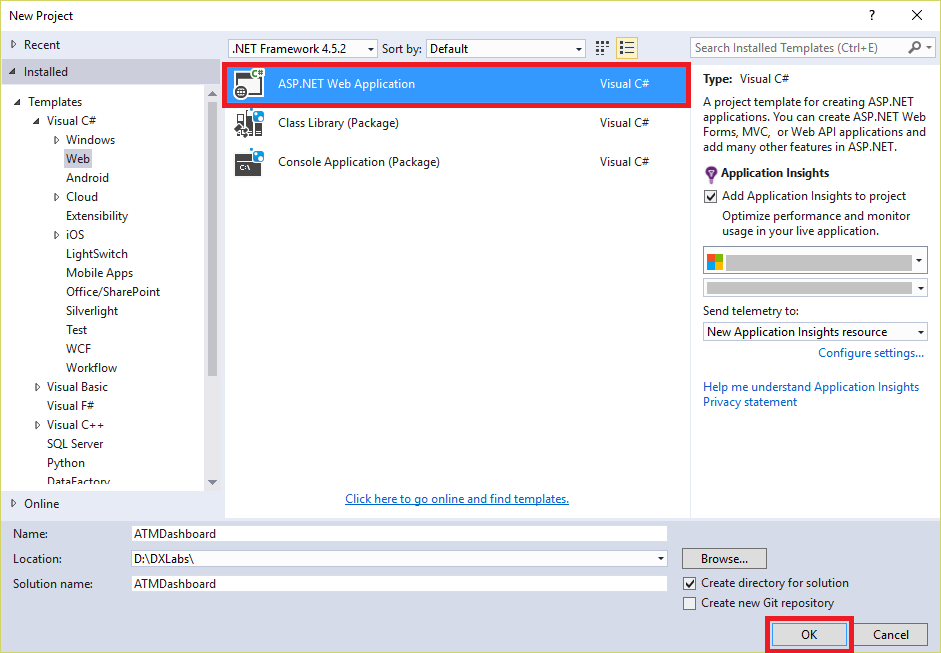 New Project
?
Recent
.NET Framework 4.5.2
Sort by:
Default
Search Installed Templates (Ctrl+E)
Installed
Templates
Visual C#
Windows
Web
Android
Cloud
Extensibility
iOS
LightSwitch
Mobile Apps
Office/SharePoint
Silverlight
Test
WCF
Workflow
Visual Basic
Visual F#
Visual C++
SQL Server
Python
DataFactory
Online
C#
ASP.NET Web Application
Visual C#
Class Library (Package)
Visual C#
C:\
Console Application (Package)
Visual C#
Click here to go online and find templates.
Type: Visual C#
A project template for creating ASP.NET
applications. You can create ASP.NET Web
Forms, MVC, or Web API applications and
add many other features in ASP.NET.
Application Insights
Add Application Insights to project
Optimize performance and monitor
usage in your live application.
Send telemetry to:
New Application Insights resource
Configure settings...
Help me understand Application Insights
Privacy statement
Name:
ATMDashboard
Location:
D:\DXLabs\
Browse...
Solution name:
ATMDashboard
Create directory for solution
Create new Git repository
OK
Cancel